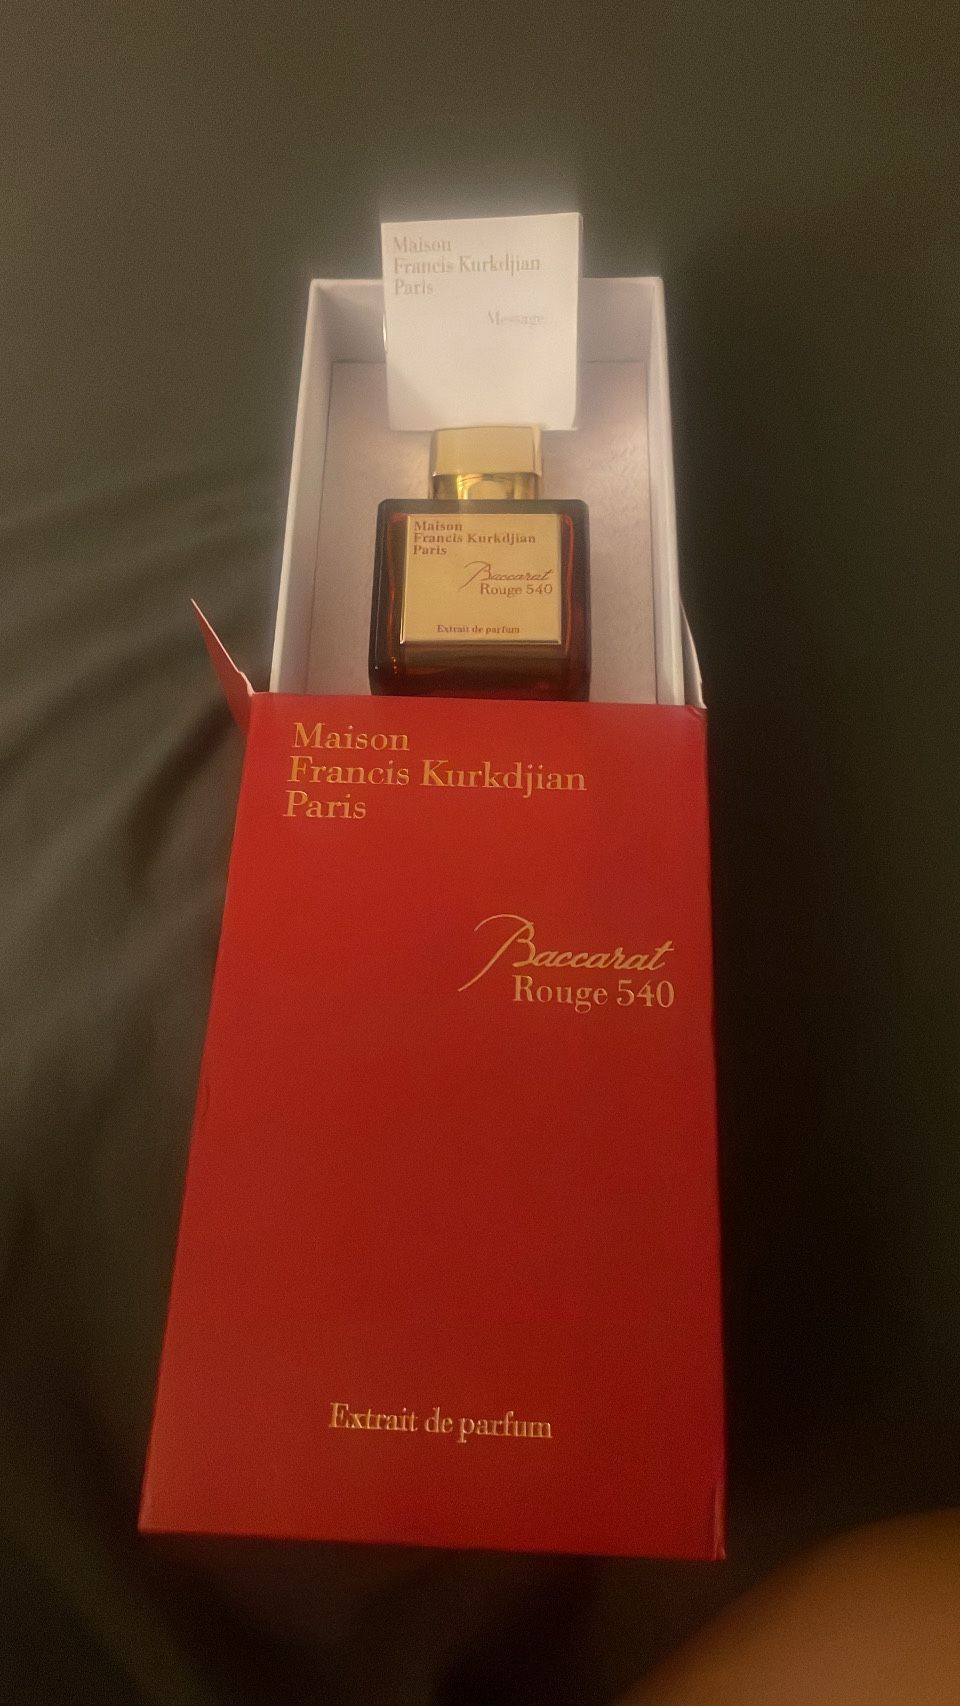 Maison
Francis Kurkdjian
Paris
Message
Maison
Francis Kurkdjian
Paris
Baccarat
Rouge 540
Extrait de parfum
Maison
Francis Kurkdjian
Paris
Baccarat
Rouge 540
Extrait de parfum